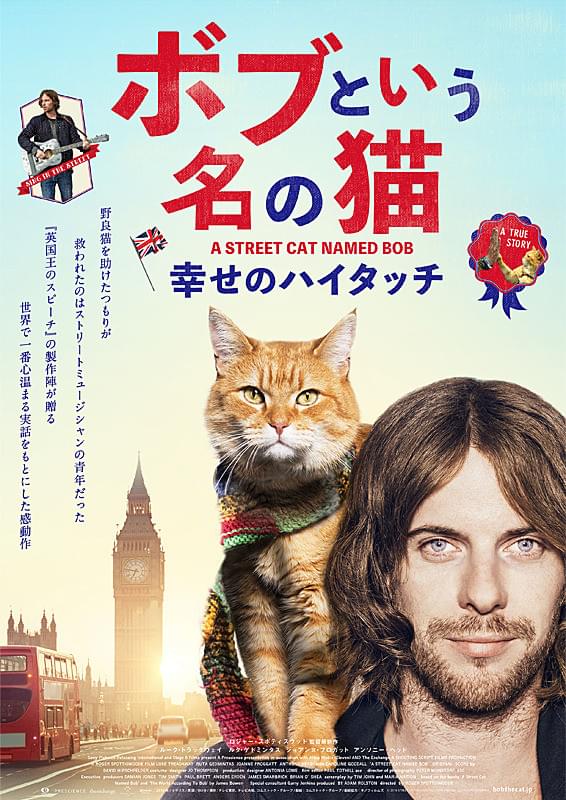 ボブという
名の猫
A STREET CAT NAMED BOB
幸せのハイタッチ
SING IN THE STREET
A TRUE
STORY
野良猫を助けたつもりが
救われたのはストリートミュージシャンの青年だった
『英国王のスピーチ』の製作陣が贈る
世界で一番心温まる実話をもとにした感動作
ロジャー・スポティスウッド監督最新作
ルーク・トレッダウェイ ルタ・ゲドミンタス ジョアンヌ・フロガット アンソニー・ヘッド
PRESCIENCE
bobthecat.jp